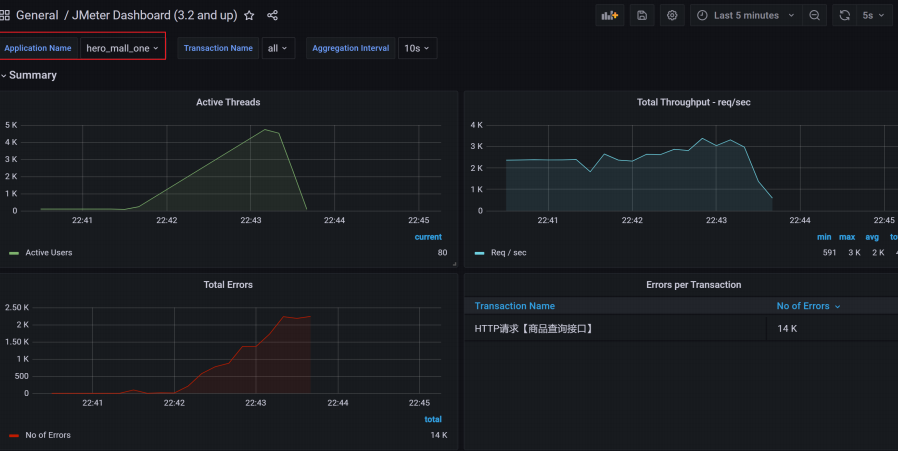 General / JMeter Dashboard (3.2 and up)
Last 5 minutes
5s
Application Name hero_mall_one Transaction Name all Aggregation Interval 10s
Summary
Active Threads
5 K
4 K
3 K
2 K
1 K
0
22:41 22:42 22:43 22:44 22:45
current
Active Users 80
Total Throughput - req/sec
4 K
3 K
2 K
1 K
0
22:41 22:42 22:43 22:44 22:45
min max avg
Req / sec 591 3 K 2 K
Total Errors
2.50 K
2 K
1.50 K
1 K
500
0
22:41 22:42 22:43 22:44 22:45
total
No of Errors 14 K
Errors per Transaction
Transaction Name No of Errors
HTTP请求【商品查询接口】 14 K